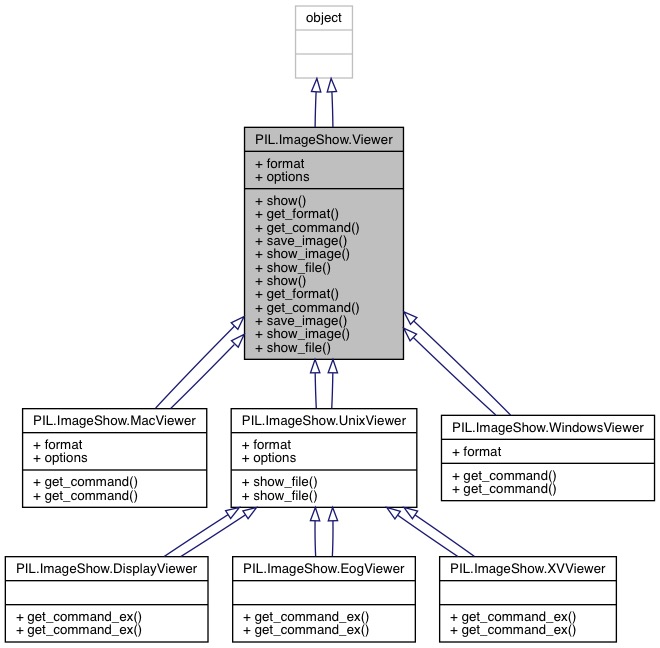 object
PIL.ImageShow.Viewer
+ format
+ options
+ show()
+ get_format()
+ get_command()
+ save_image()
+ show_image()
+ show_file()
+ show()
+ get_format()
+ get_command()
+ save_image()
+ show_image()
+ show_file()
PIL.ImageShow.MacViewer
+ format
+ options
+ get_command()
+ get_command()
PIL.ImageShow.UnixViewer
+ format
+ options
+ show_file()
+ show_file()
PIL.ImageShow.WindowsViewer
+ format
+ get_command()
+ get_command()
PIL.ImageShow.DisplayViewer
+ get_command_ex()
+ get_command_ex()
PIL.ImageShow.EogViewer
+ get_command_ex()
+ get_command_ex()
PIL.ImageShow.XVViewer
+ get_command_ex()
+ get_command_ex()